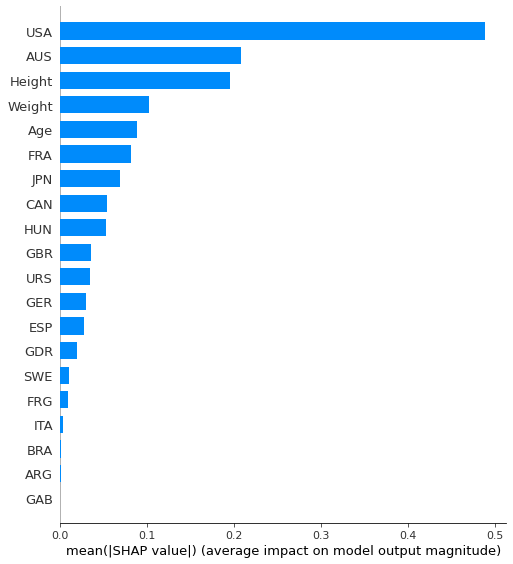 USA
AUS
Height
Weight
Age
FRA
JPN
CAN
HUN
GBR
URS
GER
ESP
GDR
SWE
FRG
ITA
BRA
ARG
GAB
0.0 0.1 0.2 0.3 0.4 0.5
mean(|SHAP value|) (average impact on model output magnitude)